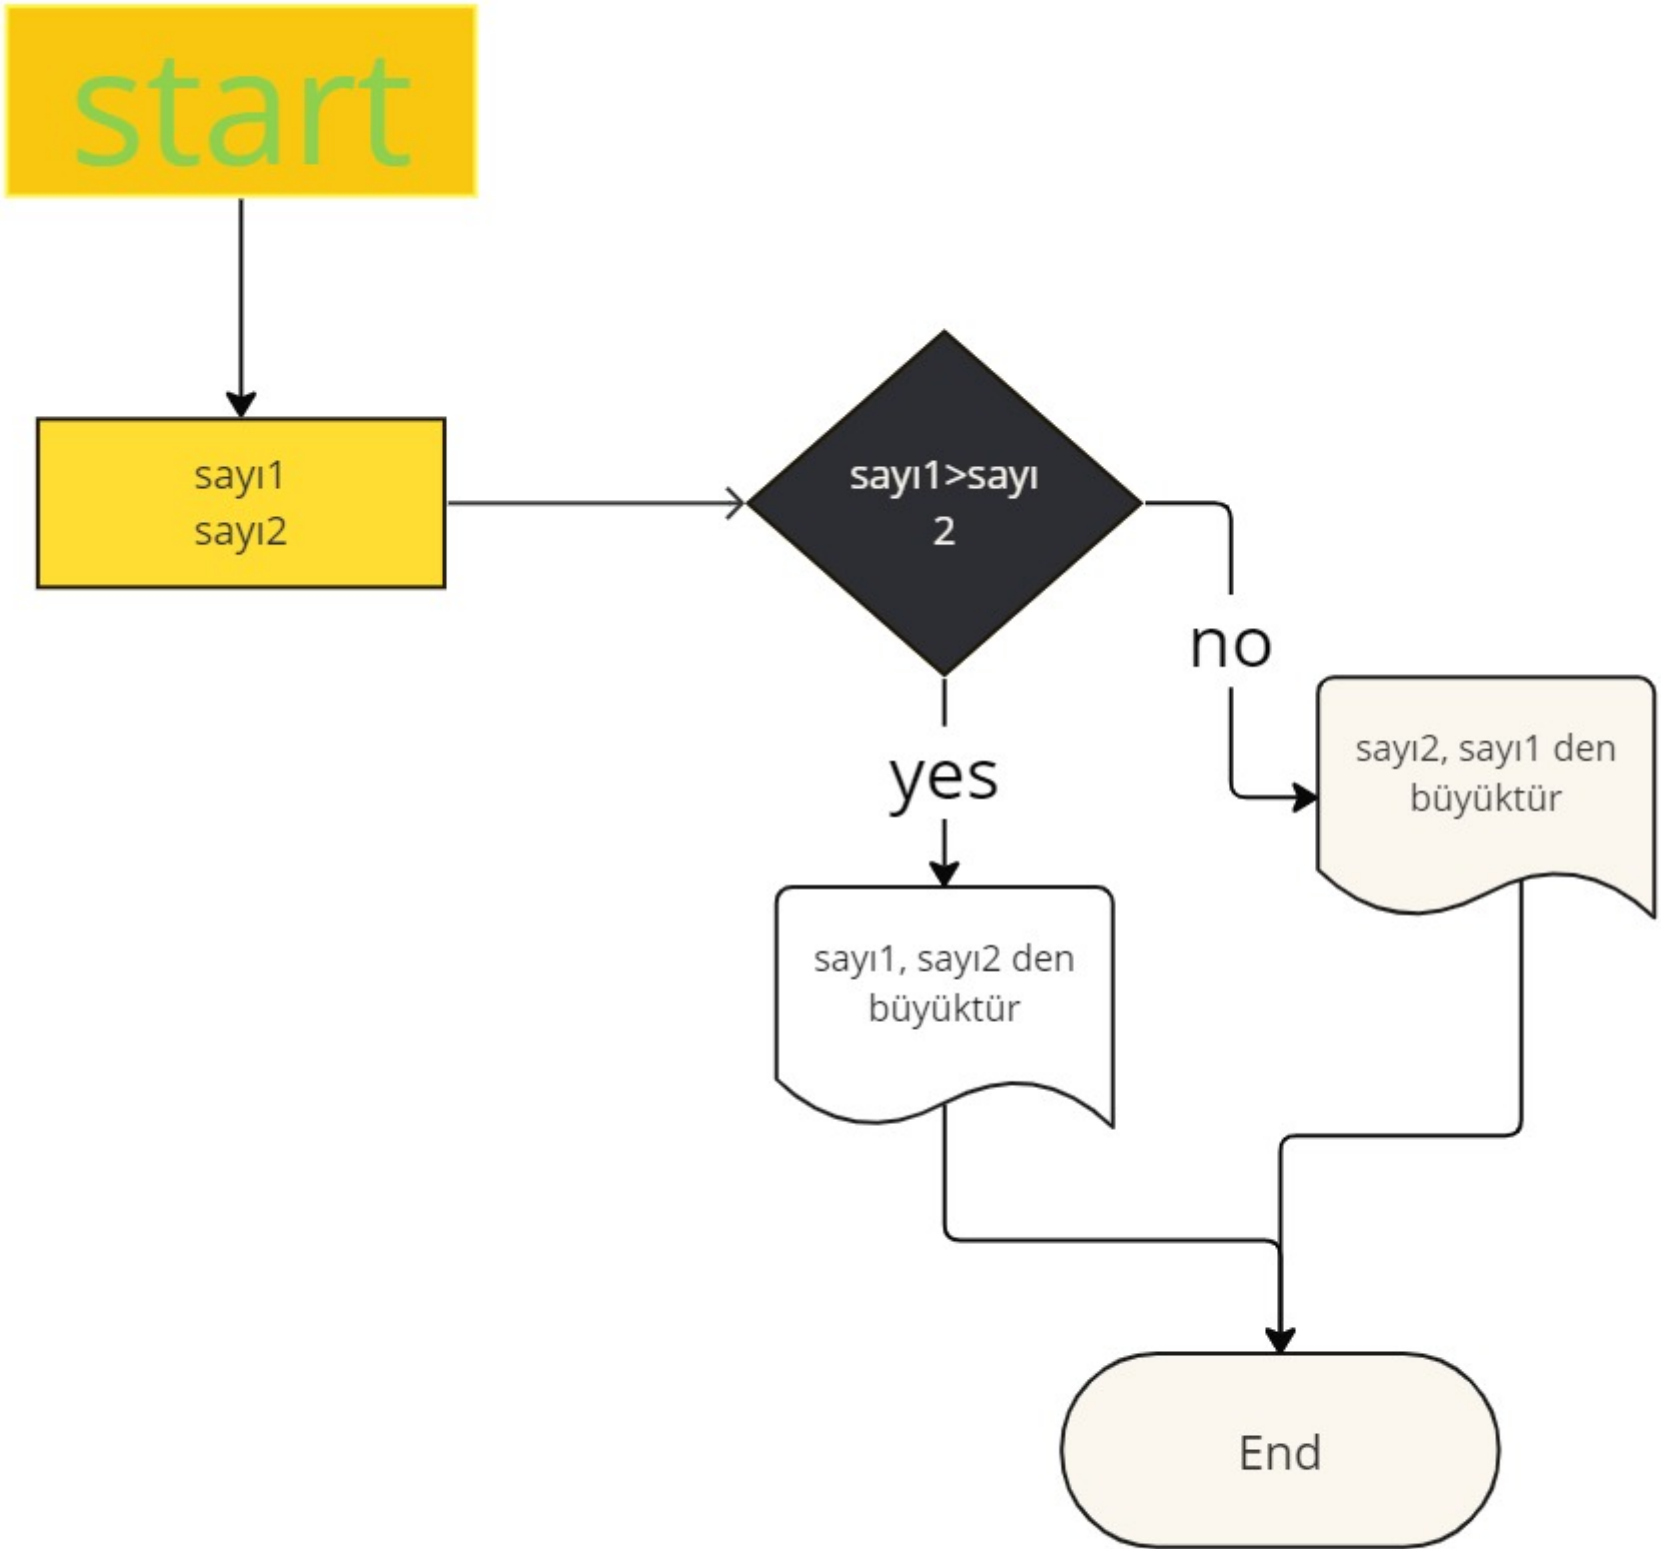 start
sayı1
sayı2
sayı1>sayı
2
no
yes
sayı2, sayı1 den
büyüktür
sayı1, sayı2 den
büyüktür
End